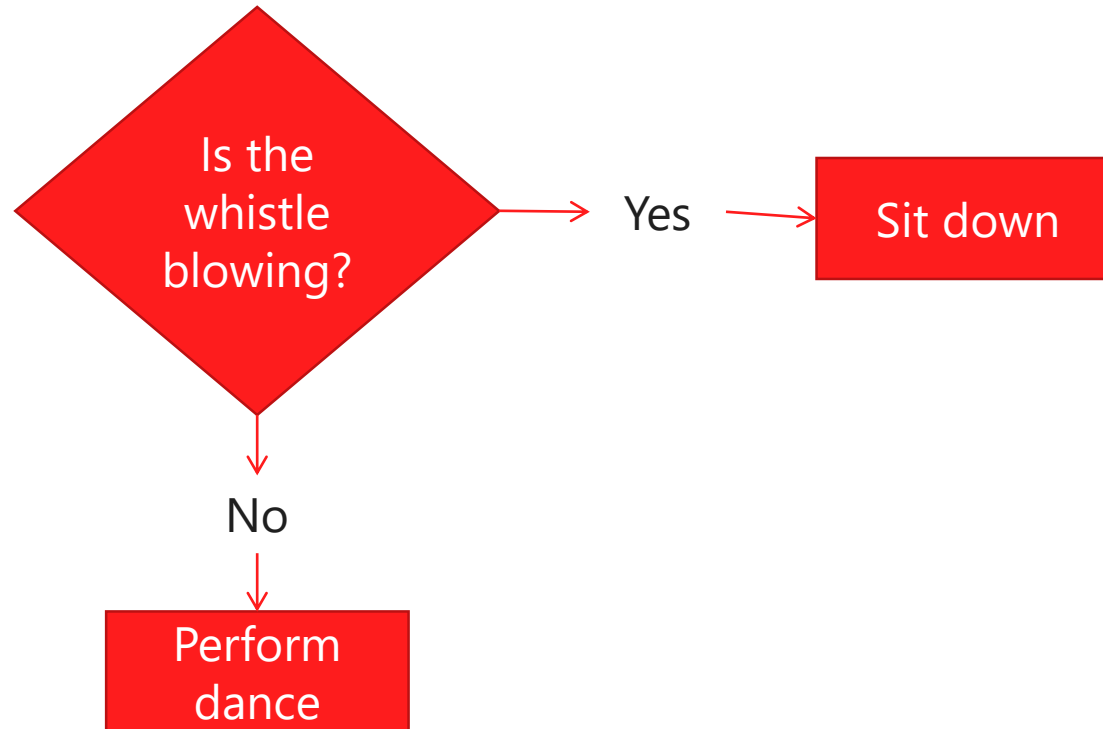 Is the
whistle
blowing?
Yes
Sit down
No
Perform
dance